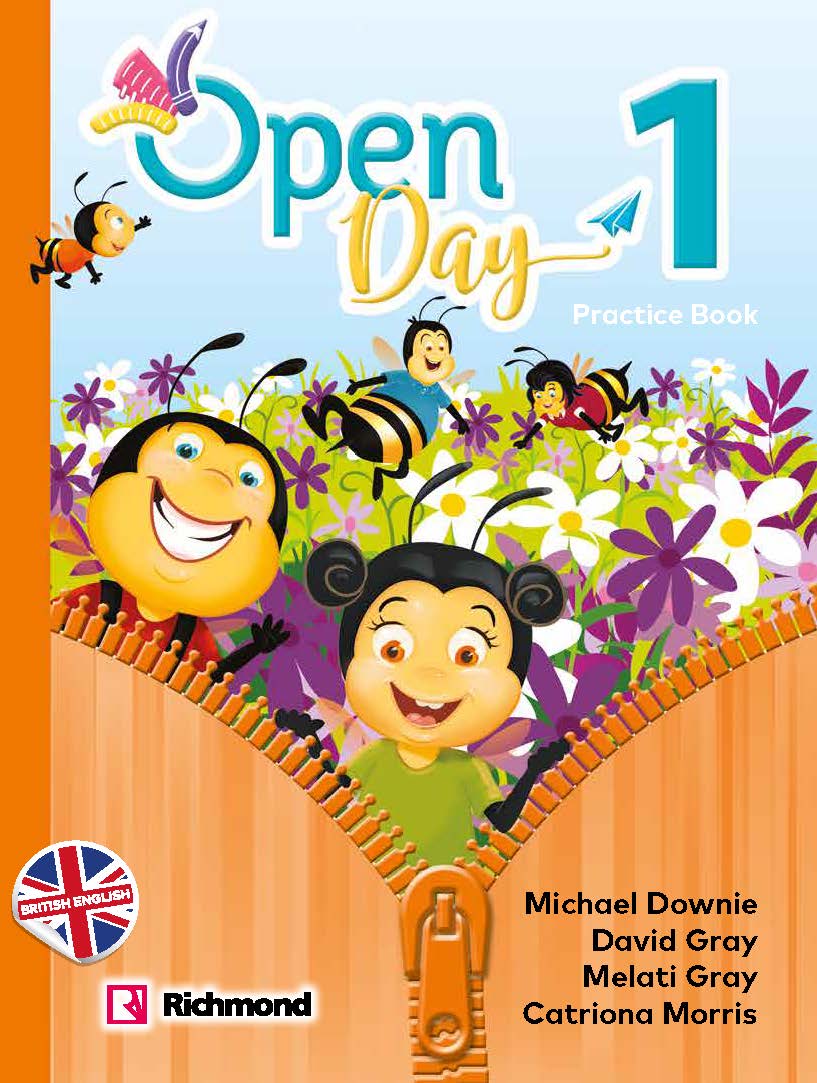 Open
Day
1
Practice Book
BRITISH ENGLISH
Michael Downie
David Gray
Melati Gray
Catriona Morris
Richmond